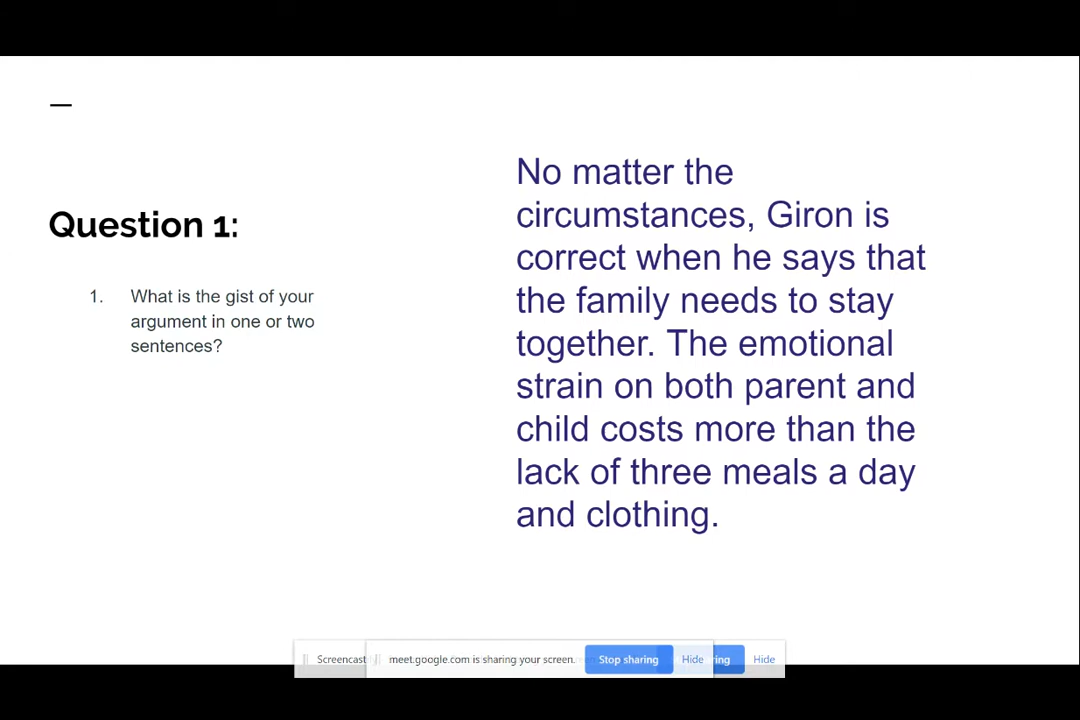 Question 1:
1. What is the gist of your
argument in one or two
sentences?
No matter the
circumstances, Giron is
correct when he says that
the family needs to stay
together. The emotional
strain on both parent and
child costs more than the
lack of three meals a day
and clothing.
Screencast
meet.google.com is sharing your screen.
Stop sharing
Hide
ring
Hide